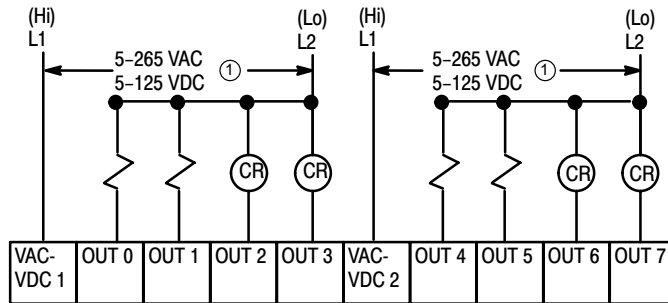 (Hi)
L1
(Lo)
L2
(Hi)
L1
(Lo)
L2
5–265 VAC
5–125 VDC
①
5–265 VAC
5–125 VDC
①
CR
CR
CR
CR
VAC-
VDC 1
OUT 0
OUT 1
OUT 2
OUT 3
VAC-
VDC 2
OUT 4
OUT 5
OUT 6
OUT 7